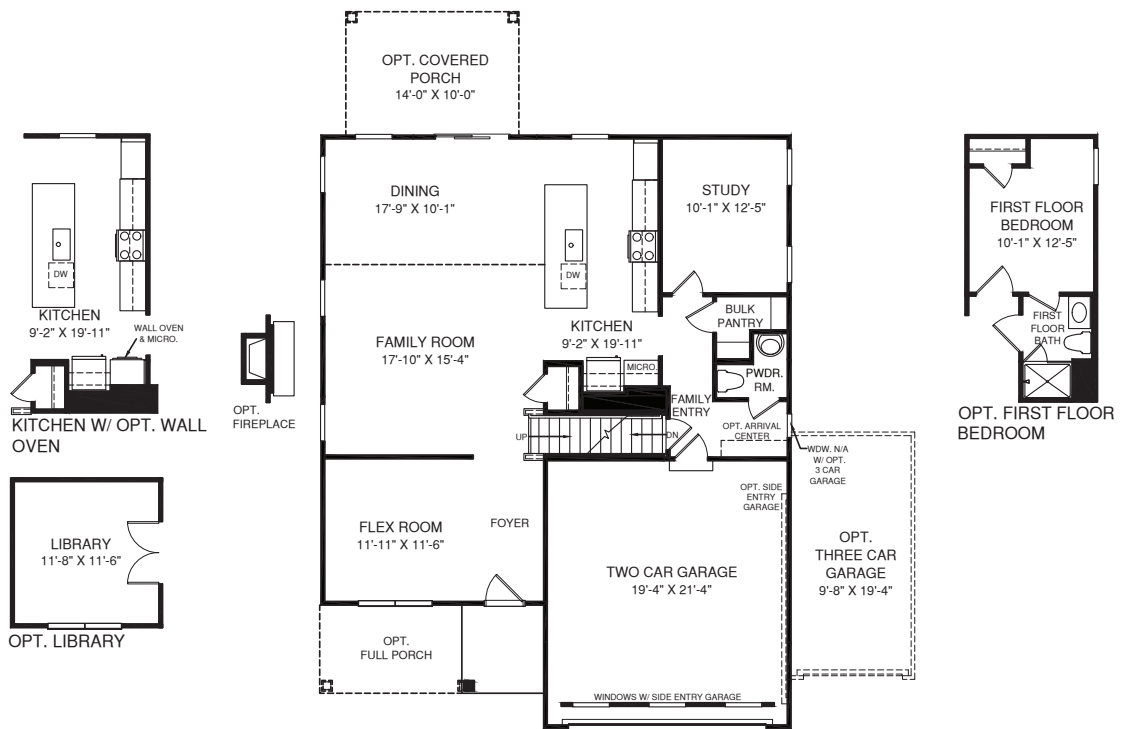 OPT. COVERED
PORCH
14'-0" X 10'-0"
DINING
17'-9" X 10'-1"
STUDY
10'-1" X 12'-5"
DW
FAMILY ROOM
17'-10" X 15'-4"
KITCHEN
9'-2" X 19'-11"
MICRO.
BULK
PANTRY
PWDR.
RM.
FAMILY
ENTRY
OPT. ARRIVAL
CENTER
UP
DN
WDW. N/A
W/ OPT.
3 CAR
GARAGE
OPT. SIDE
ENTRY
GARAGE
FLEX ROOM
11'-11" X 11'-6"
FOYER
TWO CAR GARAGE
19'-4" X 21'-4"
OPT.
THREE CAR
GARAGE
9'-8" X 19'-4"
OPT.
FULL PORCH
WINDOWS W/ SIDE ENTRY GARAGE
DW
KITCHEN
9'-2" X 19'-11"
WALL OVEN
& MICRO.
KITCHEN W/ OPT. WALL
OVEN
OPT.
FIREPLACE
LIBRARY
11'-8" X 11'-6"
OPT. LIBRARY
FIRST FLOOR
BEDROOM
10'-1" X 12'-5"
FIRST
FLOOR
BATH
OPT. FIRST FLOOR
BEDROOM